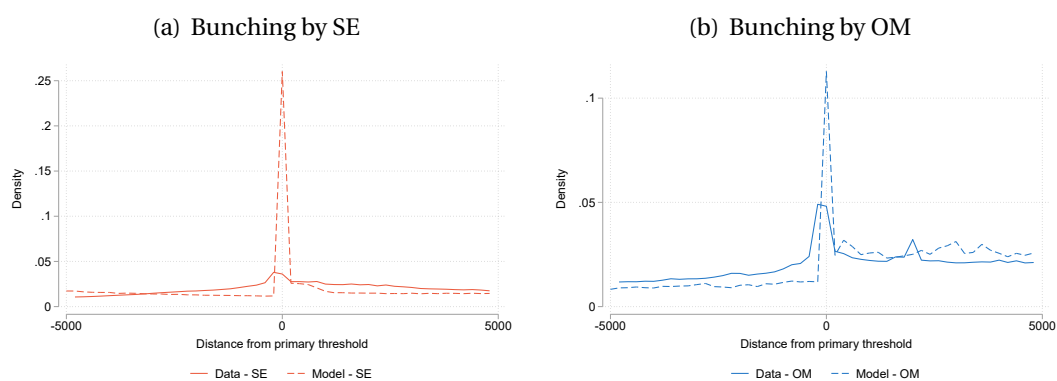 (a) Bunching by SE
.25
.2
.15
.1
.05
0
Density
-5000 0 5000
Distance from primary threshold
Data - SE Model - SE
(b) Bunching by OM
.1
.05
0
Density
-5000 0 5000
Distance from primary threshold
Data - OM Model - OM